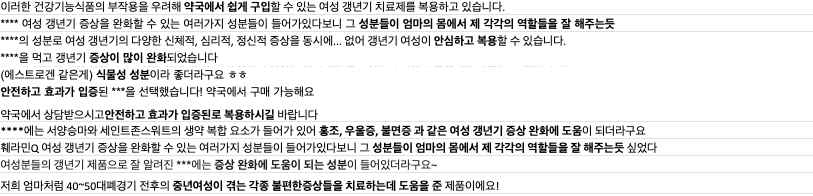 이러한 건강기능식품의 부작용을 우려해 약국에서 쉽게 구입할 수 있는 여성 갱년기 치료제를 복용하고 있습니다.
**** 여성 갱년기 증상을 완화할 수 있는 여러가지 성분들이 들어가있다보니 그 성분들이 엄마의 몸에서 제 각각의 역할들을 잘 해주는듯
****의 성분로 여성 갱년기의 다양한 신체적, 심리적, 정신적 증상을 동시에... 없어 갱년기 여성이 안심하고 복용할 수 있습니다.
****을 먹고 갱년기 증상이 많이 완화되었습니다
(에스트로겐 같은게) 식물성 성분이라 좋더라구요 ㅎㅎ
안전하고 효과가 입증된 ***을 선택했습니다! 약국에서 구매 가능해요
약국에서 상담받으시고안전하고 효과가 입증된로 복용하시길 바랍니다
****에는 서양승마와 세인트존스워트의 생약 복합 요소가 들어가 있어 홍조, 우울증, 불면증 과 같은 여성 갱년기 증상 완화에 도움이 되더라구요
훼라민Q 여성 갱년기 증상을 완화할 수 있는 여러가지 성분들이 들어가있다보니 그 성분들이 엄마의 몸에서 제 각각의 역할들을 잘 해주는듯 싶었다
여성분들의 갱년기 제품으로 잘 알려진 ***에는 증상 완화에 도움이 되는 성분이 들어있더라구요~
저희 엄마처럼 40~50대폐경기 전후의 중년여성이 겪는 각종 불편한증상들을 치료하는데 도움을 준 제품이에요!